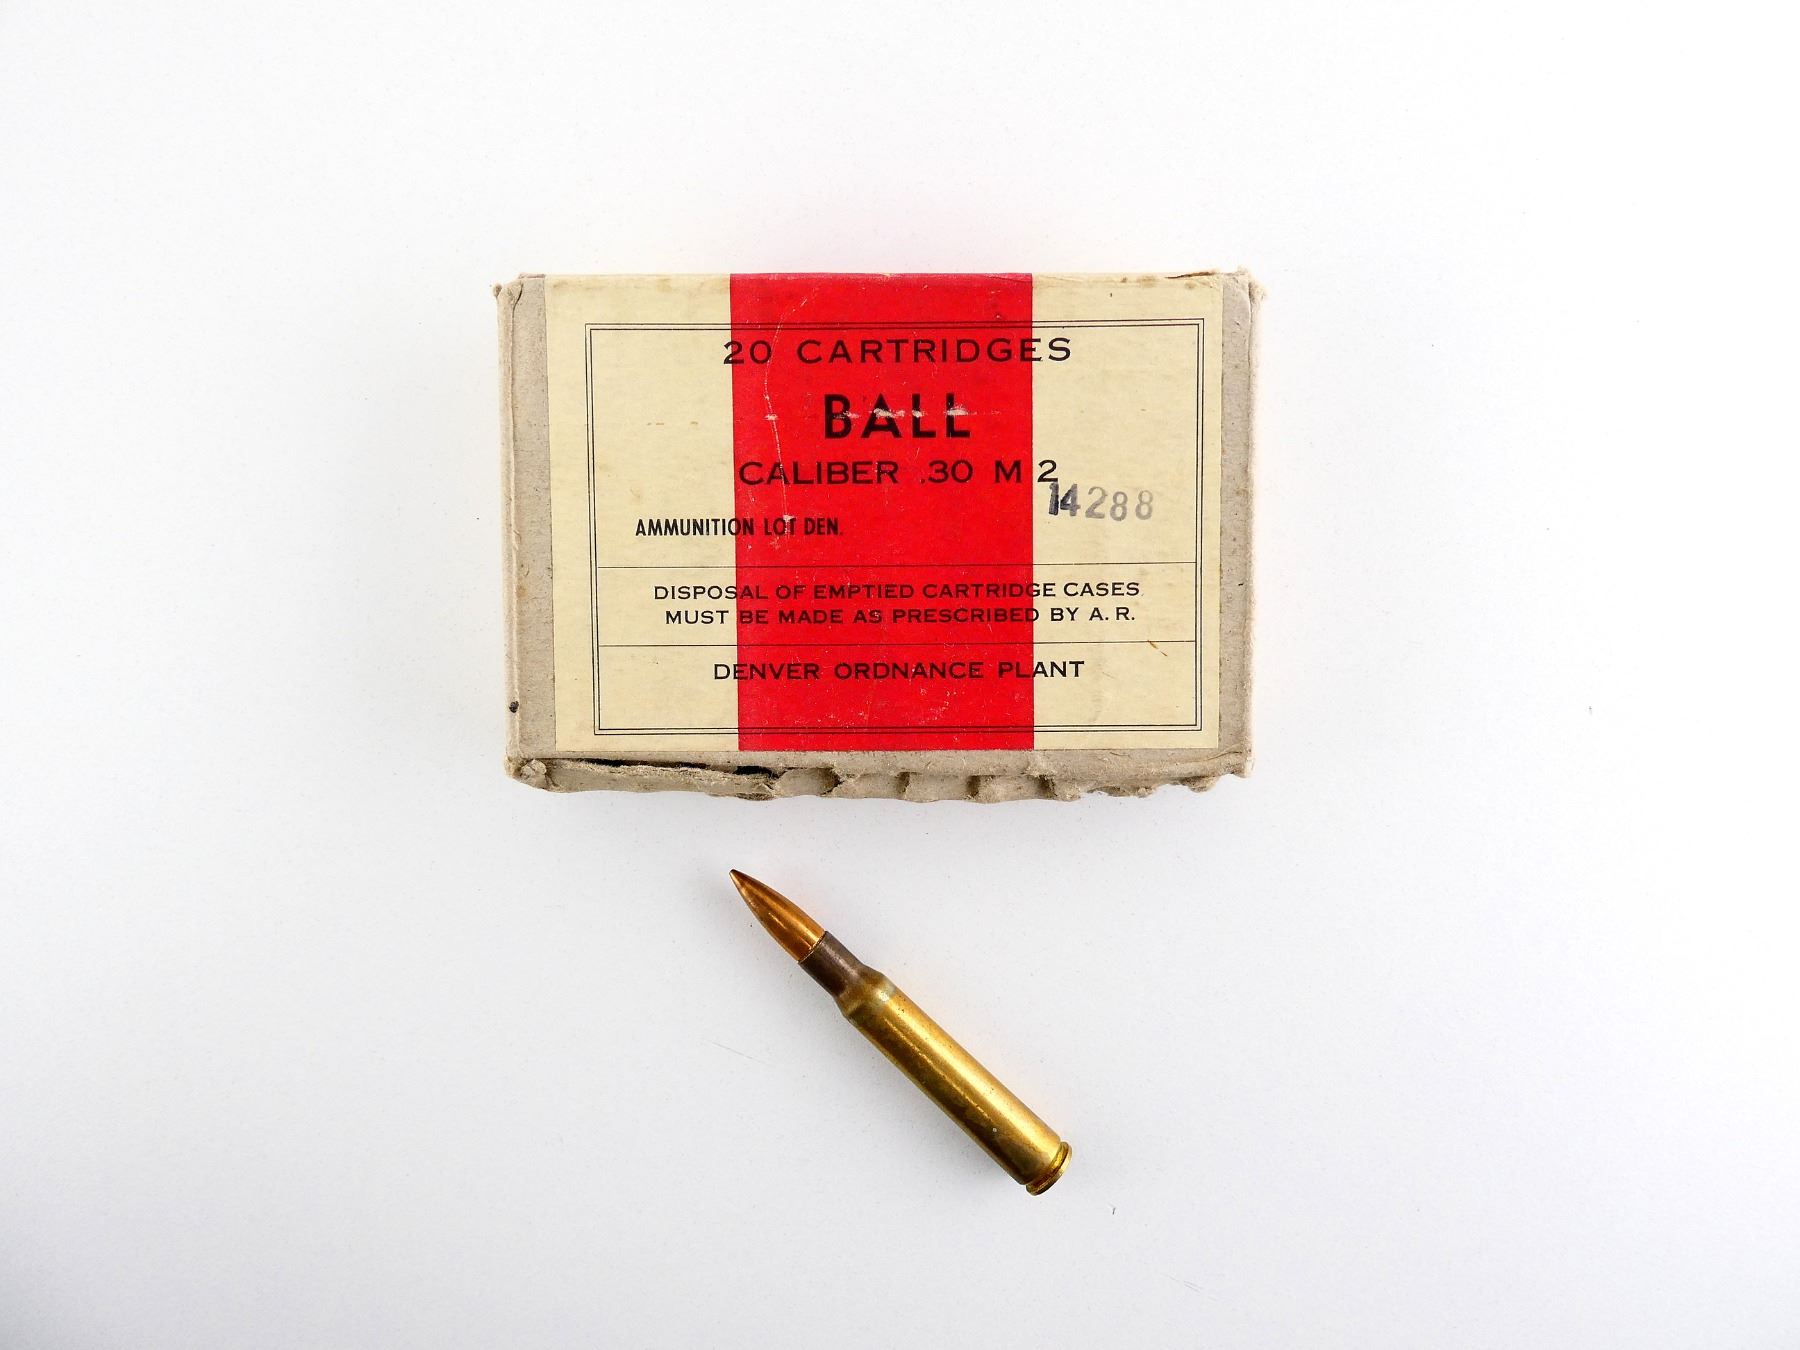 20 CARTRIDGES
BALL
CALIBER .30 M 2
14288
AMMUNITION LOT DEN.
DISPOSAL OF EMPTIED CARTRIDGE CASES
MUST BE MADE AS PRESCRIBED BY A. R.
DENVER ORDNANCE PLANT